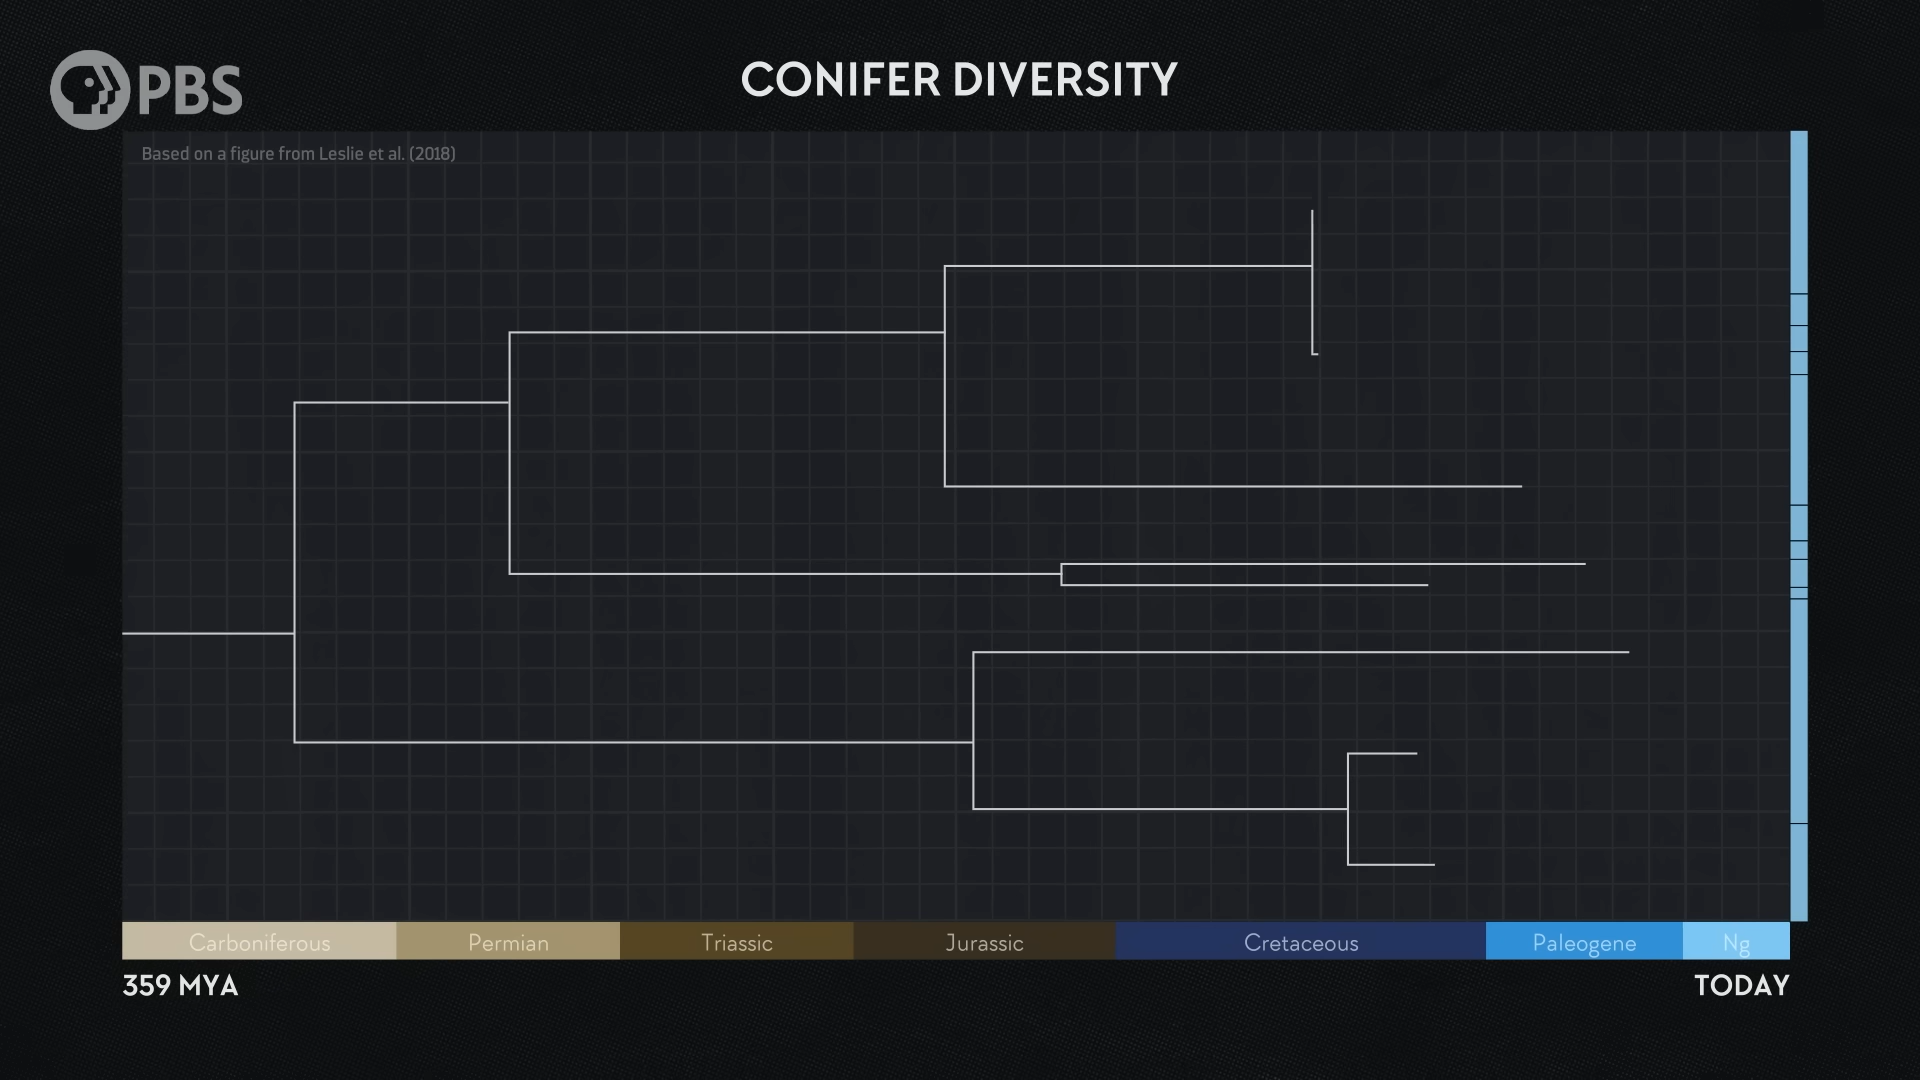 PBS
CONIFER DIVERSITY
Based on a figure from Leslie et al. (2018)
Carboniferous
Permian
Triassic
Jurassic
Cretaceous
Paleogene
Ng
359 MYA
TODAY